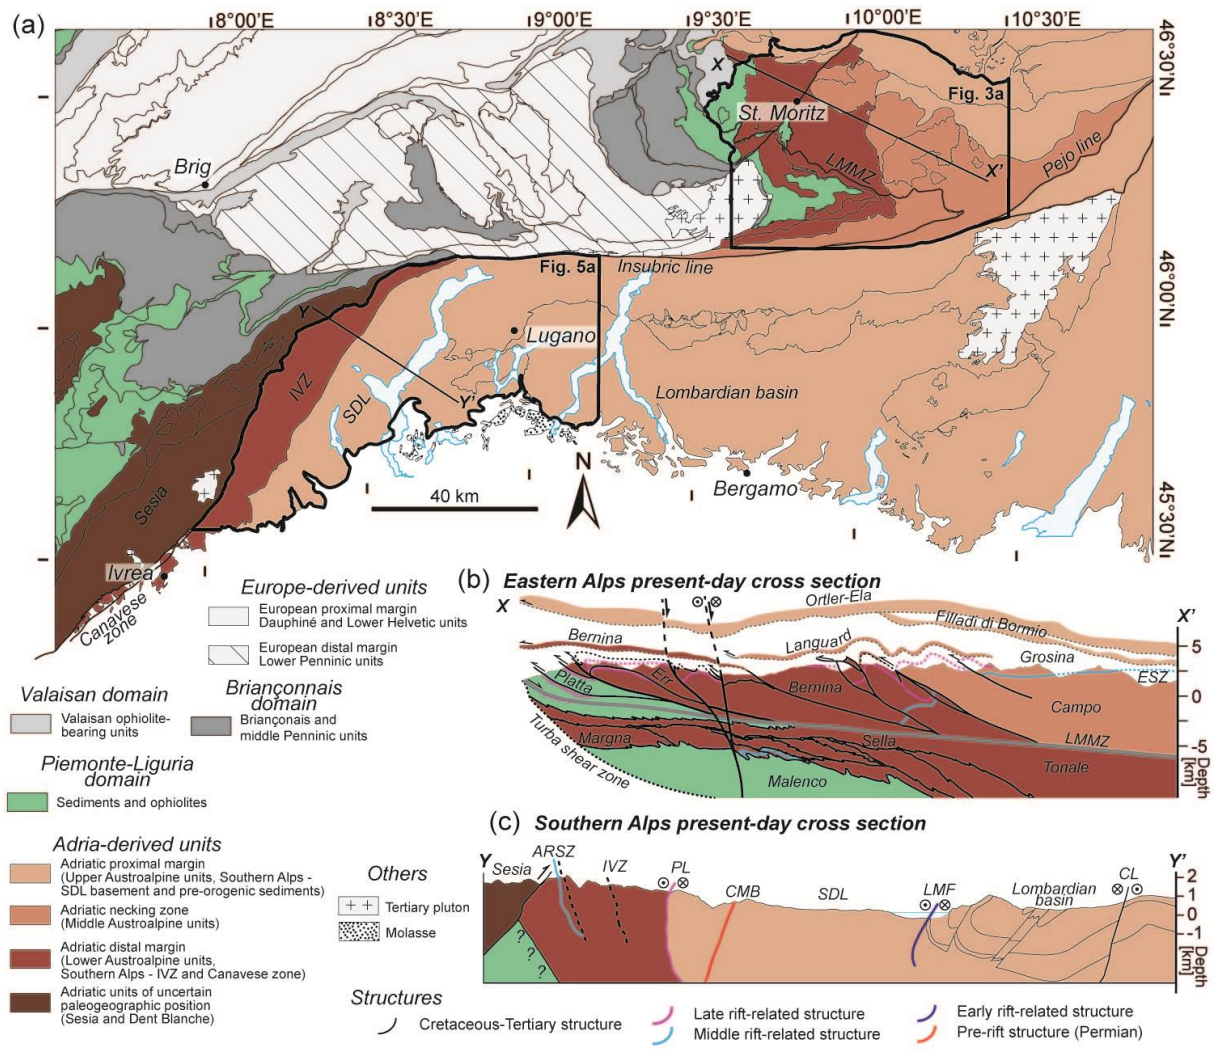 (a)
8°00'E
8°30'E
9°00'E
9°30'E
10°00'E
10°30'E
46°30'N
46°00'N
45°30'N
X
Fig. 3a
St. Moritz
Brig
LMMZ
X'
Pejo line
Fig. 5a
Insubric line
Y
Lugano
IVZ
SDL
Y'
Lombardian basin
N
Bergamo
Sesia
40 km
Ivrea
Canavese
zone
Europe-derived units
European proximal margin
Dauphiné and Lower Helvetic units
European distal margin
Lower Penninic units
Valaisan domain
Valaisan ophiolite-
bearing units
Briançonnais
domain
Briançonais and
middle Penninic units
Piemonte-Liguria
domain
Sediments and ophiolites
Adria-derived units
Adriatic proximal margin
(Upper Austroalpine units, Southern Alps -
SDL basement and pre-orogenic sediments)
Adriatic necking zone
(Middle Austroalpine units)
Adriatic distal margin
(Lower Austroalpine units,
Southern Alps - IVZ and Canavese zone)
Adriatic units of uncertain
paleogeographic position
(Sesia and Dent Blanche)
Others
Tertiary pluton
Molasse
(b) Eastern Alps present-day cross section
X
X'
Ortler-Ela
Filladi di Bormio
Bernina
Languard
Grosina
ESZ
Platta
Err
Bernina
Campo
Margna
Sella
LMMZ
Tonale
Turba shear zone
Malenco
5
0
-5
Depth
[km]
(c) Southern Alps present-day cross section
Y
Y'
Sesia
ARSZ
IVZ
PL
CMB
SDL
LMF
Lombardian
basin
CL
? ? ?
2
1
0
-1
Depth
[km]
Structures
Cretaceous-Tertiary structure
Late rift-related structure
Middle rift-related structure
Early rift-related structure
Pre-rift structure (Permian)